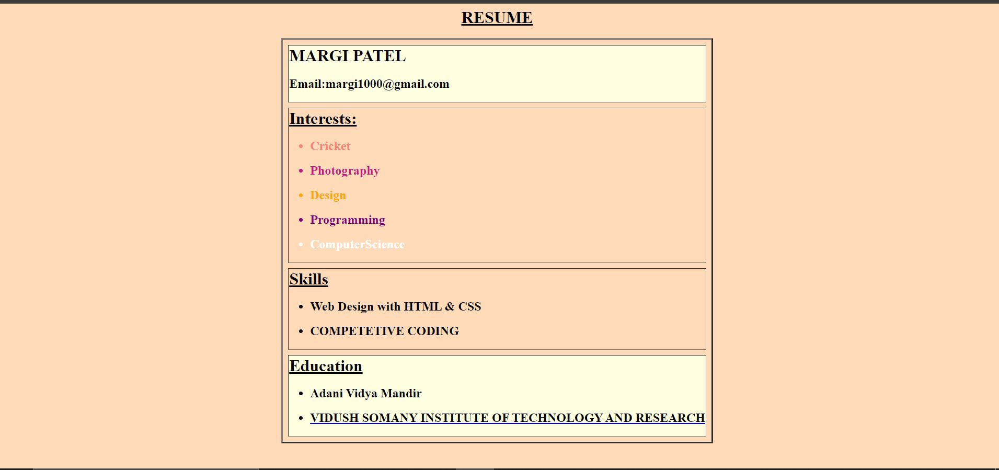 RESUME
MARGI PATEL
Email:margi1000@gmail.com
Interests:
• Cricket
• Photography
• Design
• Programming
• ComputerScience
Skills
• Web Design with HTML & CSS
• COMPETETIVE CODING
Education
• Adani Vidya Mandir
• VIDUSH SOMANY INSTITUTE OF TECHNOLOGY AND RESEARCH